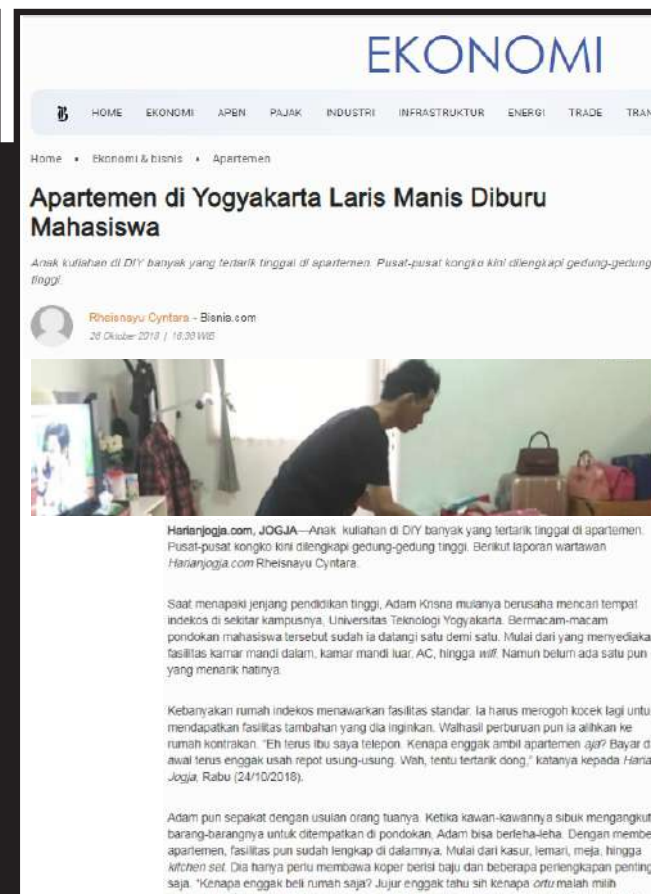 EKONOMI
HOME EKONOMI APBN PAJAK INDUSTRI INFRASTRUKTUR ENERGI TRADE TRAN
Home • Ekonomi & bisnis • Apartemen
Apartemen di Yogyakarta Laris Manis Diburu
Mahasiswa
Anak kuliahan di DIY banyak yang tertarik tinggal di apartemen. Pusat-pusat kongko kini dilengkapi gedung-gedung
tinggi.
Rheisnayu Cyntara - Bisnis.com
26 Oktober 2018 | WIB
Harianjogja.com, JOGJA—Anak kuliahan di DIY banyak yang tertarik tinggal di apartemen.
Pusat-pusat kongko kini dilengkapi gedung-gedung tinggi. Berikut laporan wartawan
Harianjogja.com Rheisnayu Cyntara.
Saat menapaki jenjang pendidikan tinggi, Adam Krisna mulanya berusaha mencari tempat
indekos di sekitar kampusnya, Universitas Teknologi Yogyakarta. Bermacam-macam
pondokan mahasiswa tersebut sudah ia datangi satu demi satu. Mulai dari yang menyediaka
fasilitas kamar mandi dalam, kamar mandi luar, AC, hingga wifi. Namun belum ada satu pun
yang menarik hatinya.
Kebanyakan rumah indekos menawarkan fasilitas standar. Ia harus merogoh kocek lagi untu
mendapatkan fasilitas tambahan yang dia inginkan. Walhasil perburuan pun ia alihkan ke
rumah kontrakan. "Eh terus Ibu saya telepon. Kenapa enggak ambil apartemen aja? Bayar d
awal terus enggak usah repot usung-usung. Wah, tentu tertarik dong," katanya kepada Haria
Jogja, Rabu (24/10/2018).
Adam pun sepakat dengan usulan orang tuanya. Ketika kawan-kawannya sibuk mengangkut
barang-barangnya untuk ditempatkan di pondokan, Adam bisa berleha-leha. Dengan membe
apartemen, fasilitas pun sudah lengkap di dalamnya. Mulai dari kasur, lemari, meja, hingga
kitchen set. Dia hanya perlu membawa koper berisi baju dan beberapa perlengkapan penting
saja. "Kenapa enggak beli rumah saja? Jujur enggak tahu sih kenapa ortu malah milih